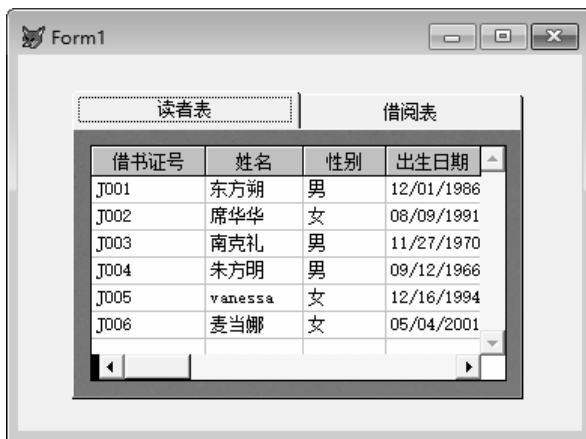 Form1
读者表 借阅表
借书证号 姓名 性别 出生日期
J001 东方朔 男 12/01/1986
J002 席华华 女 08/09/1991
J003 南克礼 男 11/27/1970
J004 朱方明 男 09/12/1966
J005 vanessa 女 12/16/1994
J006 麦当娜 女 05/04/2001